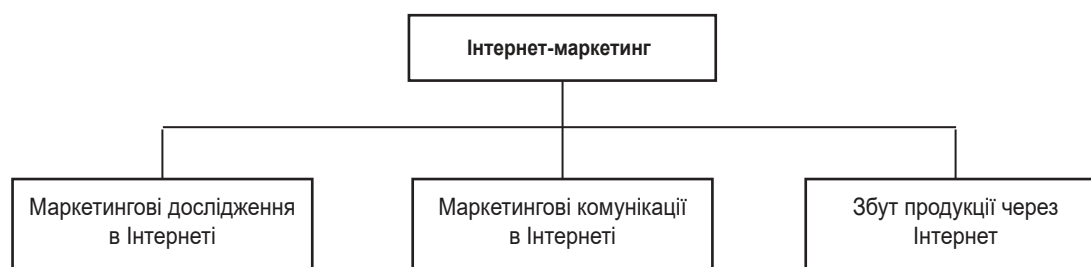 Інтернет-маркетинг
Маркетингові дослідження
в Інтернеті
Маркетингові комунікації
в Інтернеті
Збут продукції через
Інтернет